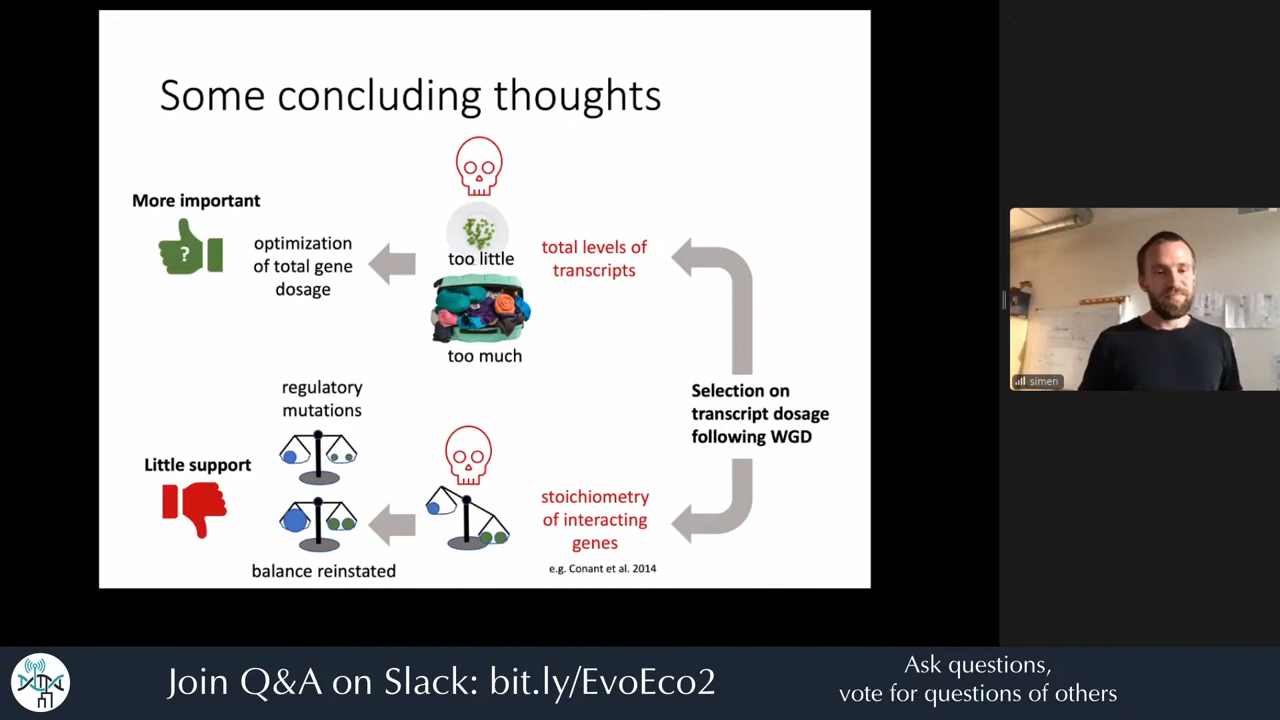 Some concluding thoughts
More important
?
optimization
of total gene
dosage
too little
too much
total levels of
transcripts
Selection on
transcript dosage
following WGD
regulatory
mutations
Little support
balance reinstated
stoichiometry
of interacting
genes
e.g. Conant et al. 2014
simen
Join Q&A on Slack: bit.ly/EvoEco2
Ask questions,
vote for questions of others